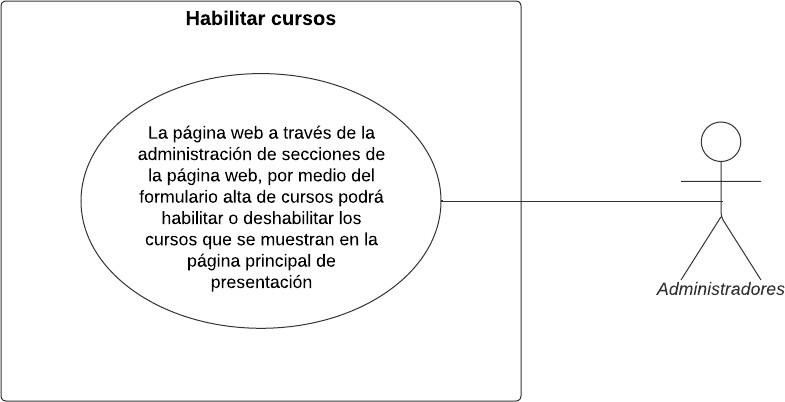 Habilitar cursos
La página web a través de la
administración de secciones de
la página web, por medio del
formulario alta de cursos podrá
habilitar o deshabilitar los
cursos que se muestran en la
página principal de
presentación
Administradores